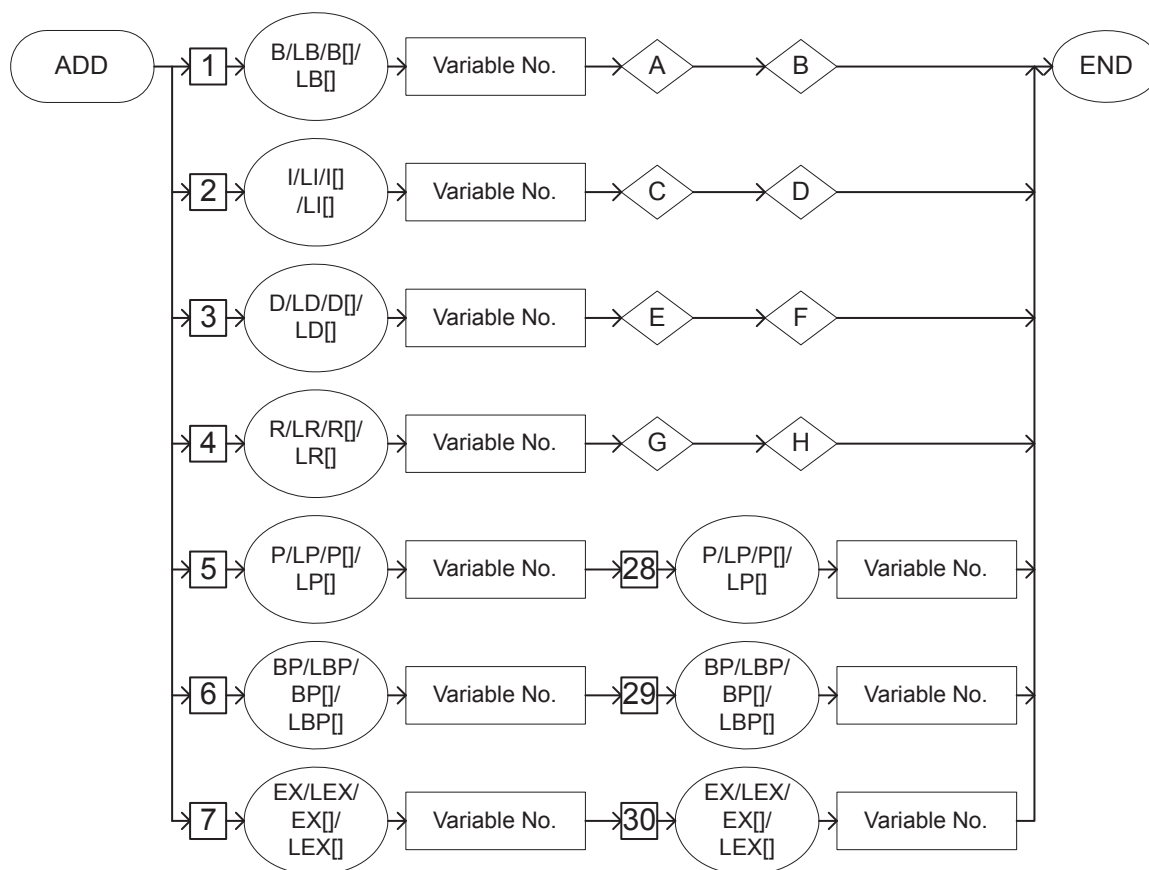 ADD
1
B/LB/B[]/
LB[]
Variable No.
A
B
END
2
I/LI/I[]
/LI[]
Variable No.
C
D
3
D/LD/D[]/
LD[]
Variable No.
E
F
4
R/LR/R[]/
LR[]
Variable No.
G
H
5
P/LP/P[]/
LP[]
Variable No.
28
P/LP/P[]/
LP[]
Variable No.
6
BP/LBP/
BP[]/
LBP[]
Variable No.
29
BP/LBP/
BP[]/
LBP[]
Variable No.
7
EX/LEX/
EX[]/
LEX[]
Variable No.
30
EX/LEX/
EX[]/
LEX[]
Variable No.